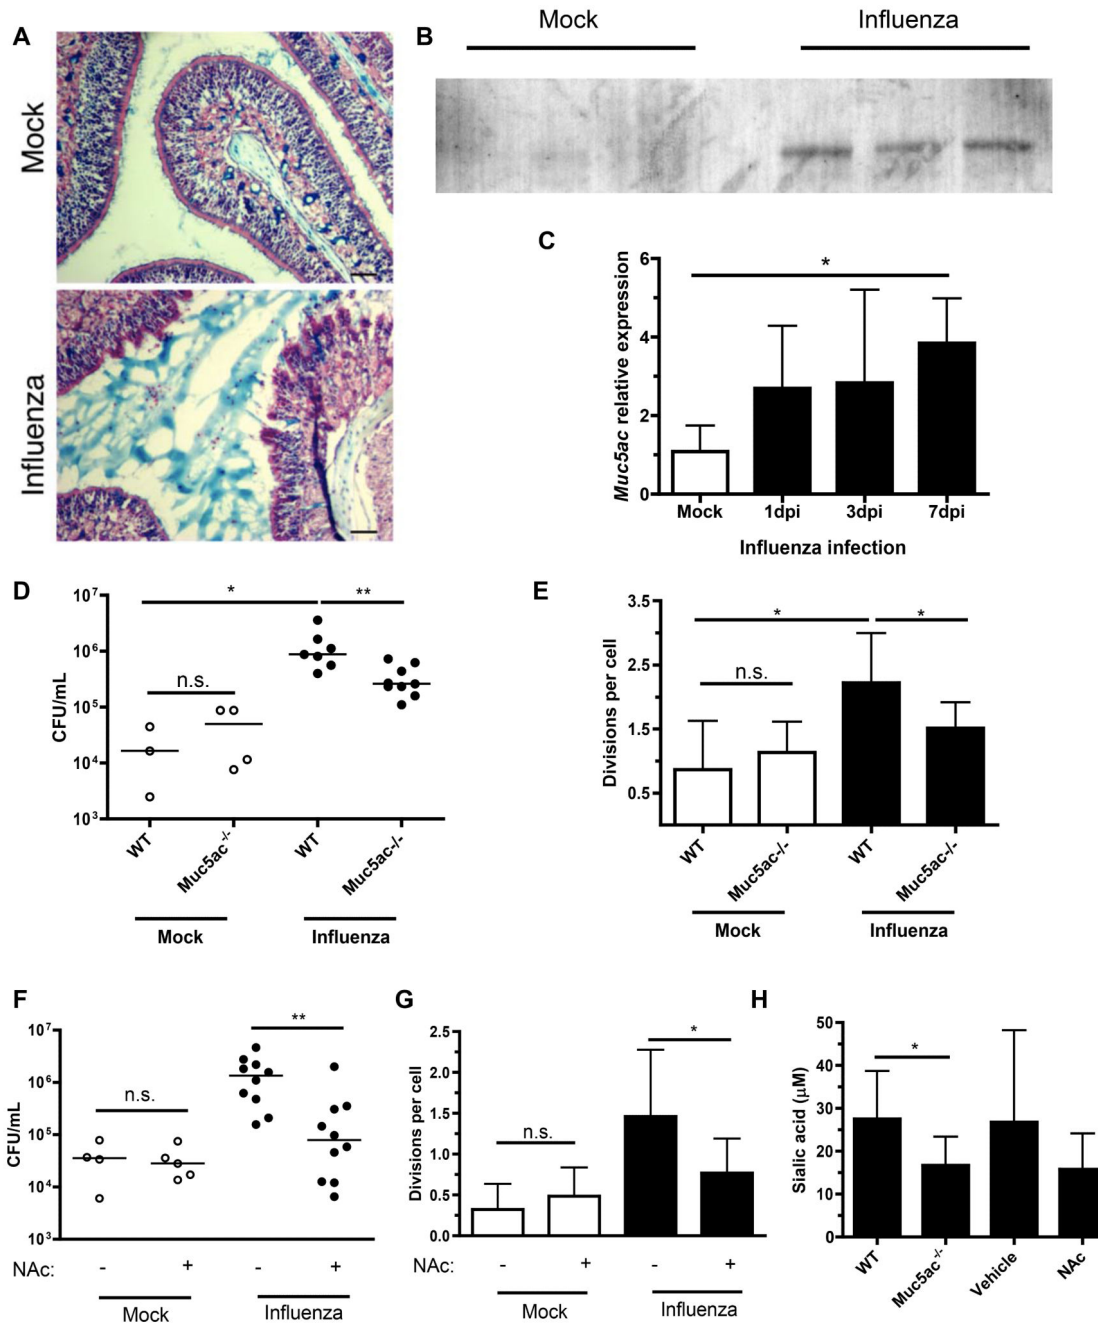 A
Mock
Influenza
B
Mock
Influenza
C
Muc5ac relative expression
6
4
2
0
*
Mock
1dpi
3dpi
7dpi
Influenza infection
D
CFU/mL
10⁷
10⁶
10⁵
10⁴
10³
n.s.
*
**
WT
Muc5ac⁻/⁻
WT
Muc5ac-/-
Mock
Influenza
E
Divisions per cell
3.5
2.5
1.5
0.5
n.s.
*
*
WT
Muc5ac-/-
WT
Muc5ac-/-
Mock
Influenza
F
CFU/mL
10⁷
10⁶
10⁵
10⁴
10³
n.s.
**
NAc: - + - +
Mock
Influenza
G
Divisions per cell
2.5
2.0
1.5
1.0
0.5
0.0
n.s.
*
NAc: - + - +
Mock
Influenza
H
Sialic acid (μM)
50
40
30
20
10
0
*
WT
Muc5ac⁻/⁻
Vehicle
NAc